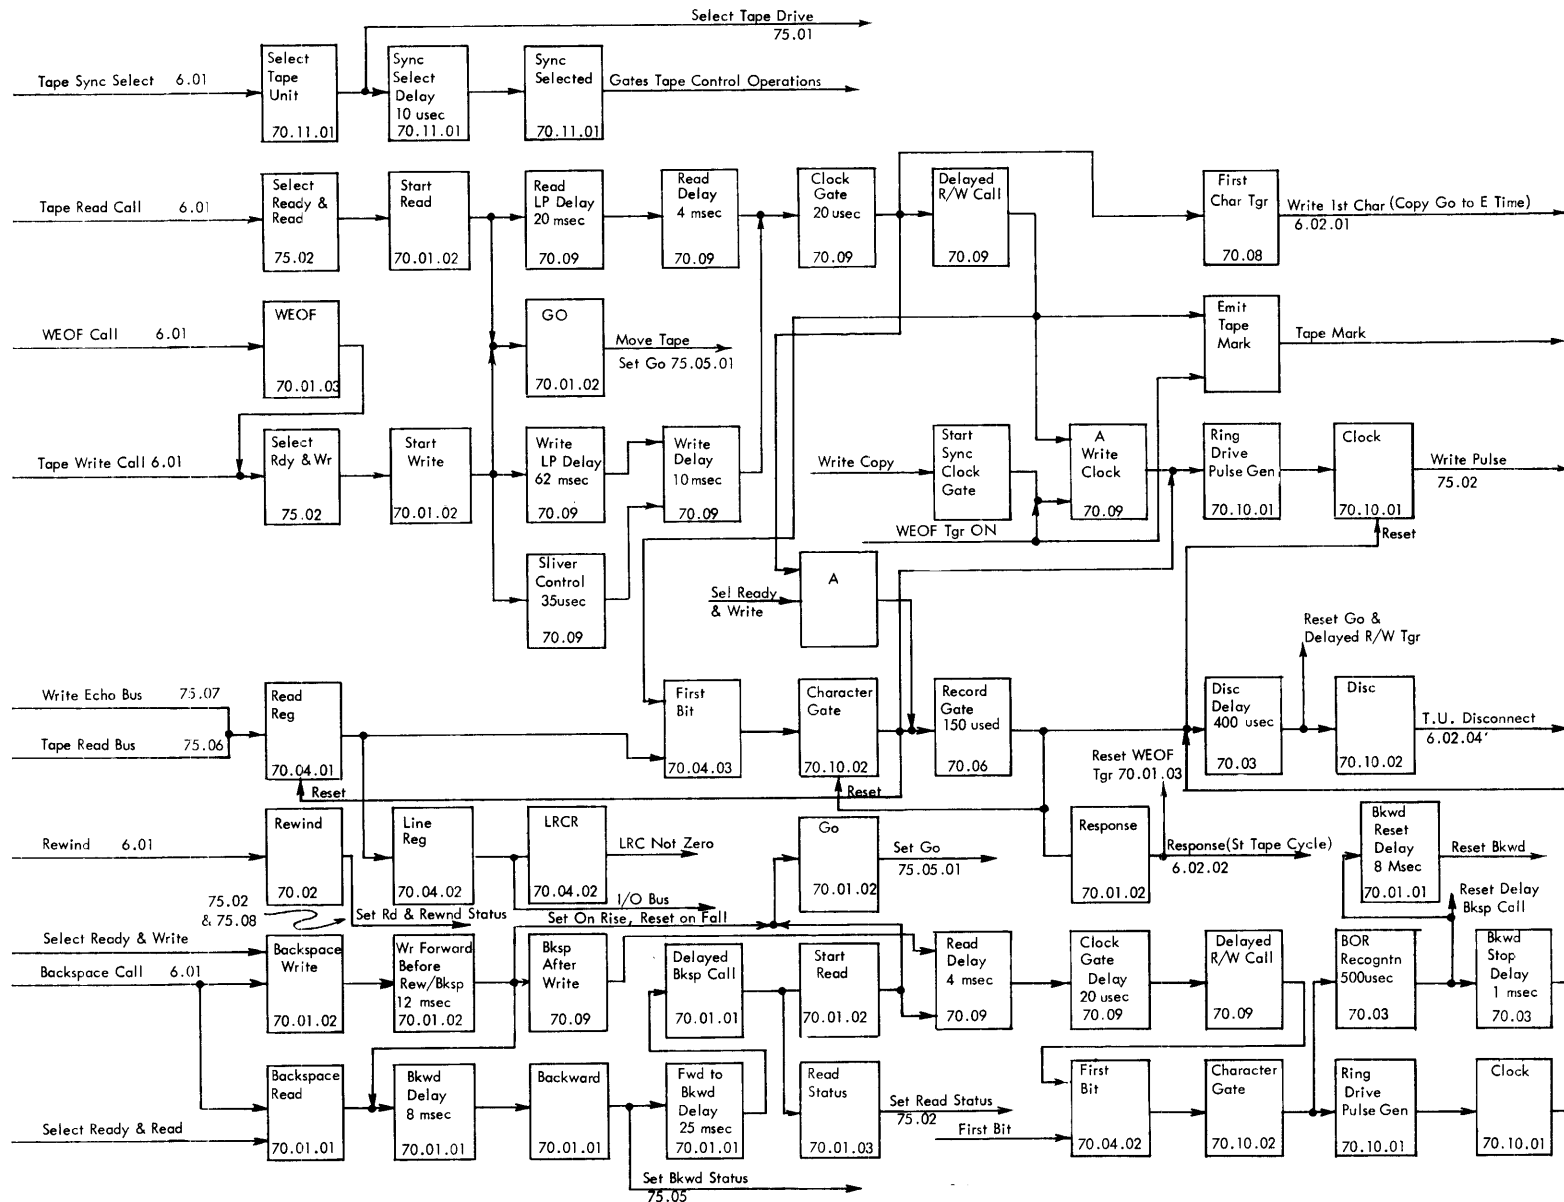 Select Tape Drive
75.01
Tape Sync Select 6.01
Select
Tape
Unit
70.11.01
Sync
Select
Delay
10 usec
70.11.01
Sync
Selected
70.11.01
Gates Tape Control Operations
Tape Read Call 6.01
Select
Ready &
Read
75.02
Start
Read
70.01.02
Read
LP Delay
20 msec
70.09
Read
Delay
4 msec
70.09
Clock
Gate
20 usec
70.09
Delayed
R/W Call
70.09
First
Char Tgr
70.08
Write 1st Char (Copy Go to E Time)
6.02.01
WEOF Call 6.01
WEOF
70.01.03
GO
70.01.02
Move Tape
Set Go 75.05.01
Emit
Tape
Mark
Tape Mark
Tape Write Call 6.01
Select
Rdy & Wr
75.02
Start
Write
70.01.02
Write
LP Delay
62 msec
70.09
Write
Delay
10 msec
70.09
Write Copy
Start
Sync
Clock
Gate
A
Write
Clock
70.09
Ring
Drive
Pulse Gen
70.10.01
Clock
70.10.01
Write Pulse
75.02
Reset
WEOF Tgr ON
Sliver
Control
35usec
70.09
Sel Ready
& Write
A
Reset Go &
Delayed R/W Tgr
Write Echo Bus 75.07
Tape Read Bus 75.06
Read
Reg
70.04.01
Reset
First
Bit
70.04.03
Character
Gate
70.10.02
Reset
Record
Gate
150 used
70.06
Disc
Delay
400 usec
70.03
Disc
70.10.02
T.U. Disconnect
6.02.04'
Reset WEOF
Tgr 70.01.03
Rewind 6.01
Rewind
70.02
Line
Reg
70.04.02
LRCR
70.04.02
LRC Not Zero
I/O Bus
Go
70.01.02
Set Go
75.05.01
Response
70.01.02
Response(St Tape Cycle)
6.02.02
Bkwd
Reset
Delay
8 Msec
70.01.01
Reset Bkwd
Reset Delay
Bksp Call
75.02
& 75.08
Set Rd & Rewnd Status
Set On Rise, Reset on Fall
Select Ready & Write
Backspace Call 6.01
Backspace
Write
70.01.02
Wr Forward
Before
Rew/Bksp
12 msec
70.01.02
Bksp
After
Write
70.09
Delayed
Bksp Call
70.01.01
Start
Read
70.01.02
Read
Delay
4 msec
70.09
Clock
Gate
Delay
20 usec
70.09
Delayed
R/W Call
70.09
BOR
Recogntn
500usec
70.03
Bkwd
Stop
Delay
1 msec
70.03
Select Ready & Read
Backspace
Read
70.01.01
Bkwd
Delay
8 msec
70.01.01
Backward
70.01.01
Fwd to
Bkwd
Delay
25 msec
70.01.01
Read
Status
70.01.03
Set Read Status
75.02
First Bit
First
Bit
70.04.02
Character
Gate
70.10.02
Ring
Drive
Pulse Gen
70.10.01
Clock
70.10.01
Set Bkwd Status
75.05